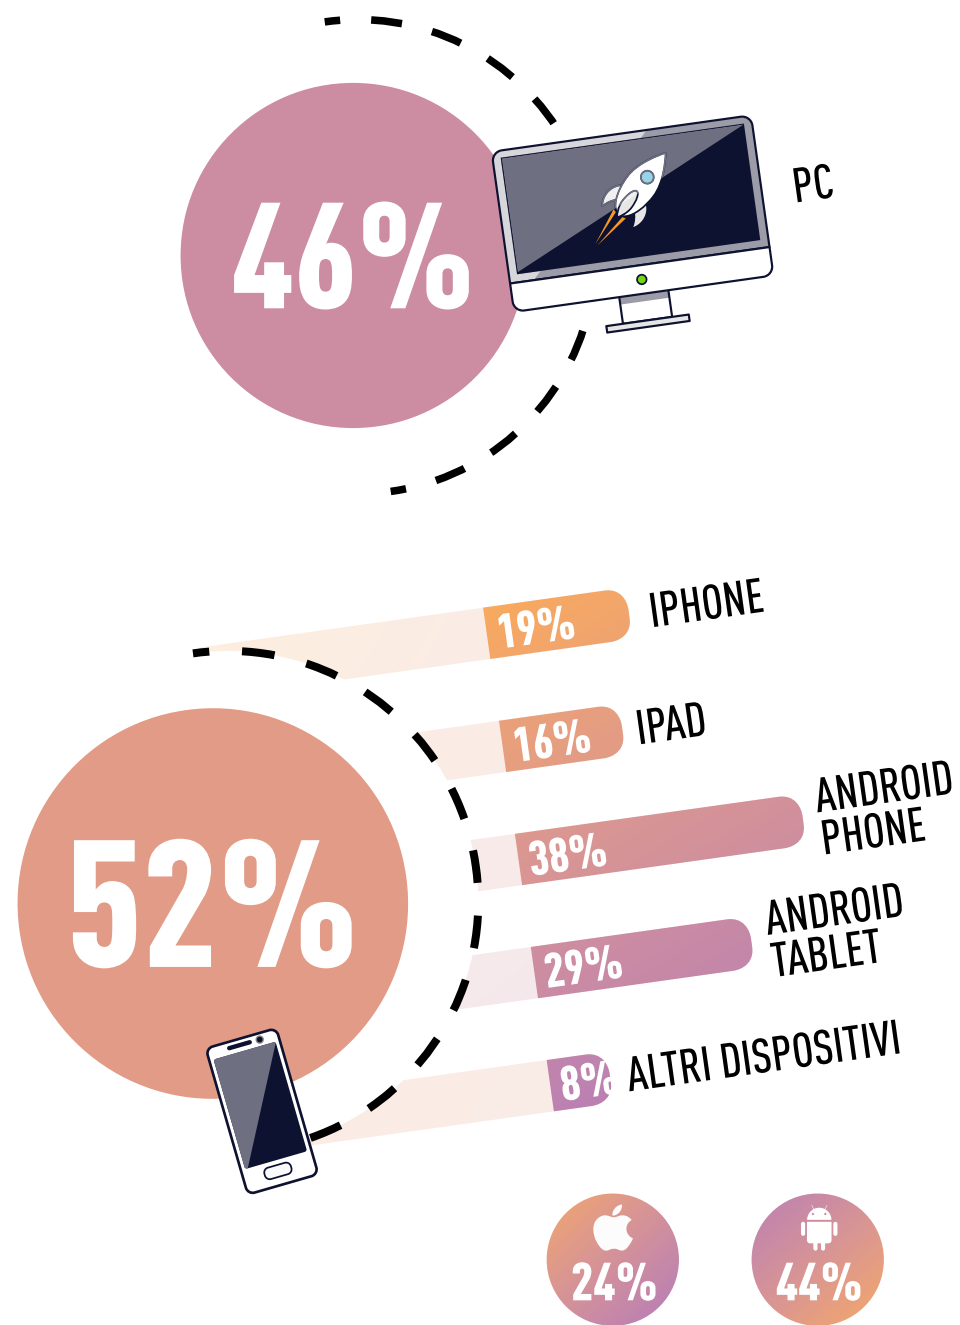 46%
PC
19%
IPHONE
16%
IPAD
38%
ANDROID
PHONE
52%
29%
ANDROID
TABLET
8%
ALTRI DISPOSITIVI
24%
44%